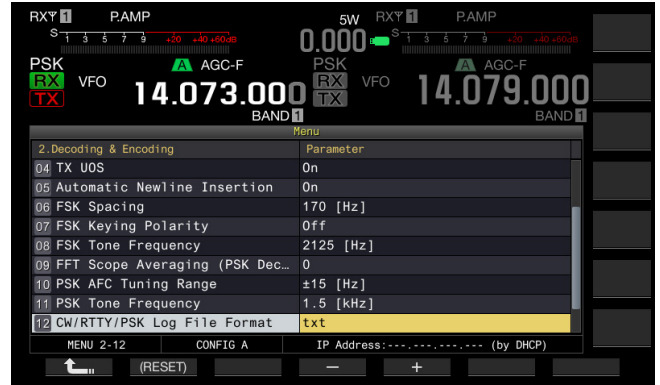 RX 1 P.AMP 5W RX 1 P.AMP
S 1 3 5 7 9 +20 +40 +60dB 0.000 S 1 3 5 7 9 +20 +40 +60dB
PSK A AGC-F PSK A AGC-F
RX VFO 14.073.000 RX VFO 14.079.000
TX TX
BAND 1 BAND 1
Menu
2.Decoding & Encoding Parameter
04 TX UOS On
05 Automatic Newline Insertion On
06 FSK Spacing 170 [Hz]
07 FSK Keying Polarity Off
08 FSK Tone Frequency 2125 [Hz]
09 FFT Scope Averaging (PSK Dec… 0
10 PSK AFC Tuning Range ±15 [Hz]
11 PSK Tone Frequency 1.5 [kHz]
12 CW/RTTY/PSK Log File Format txt
MENU 2-12 CONFIG A IP Address:---.---.---.--- (by DHCP)
(RESET) − +